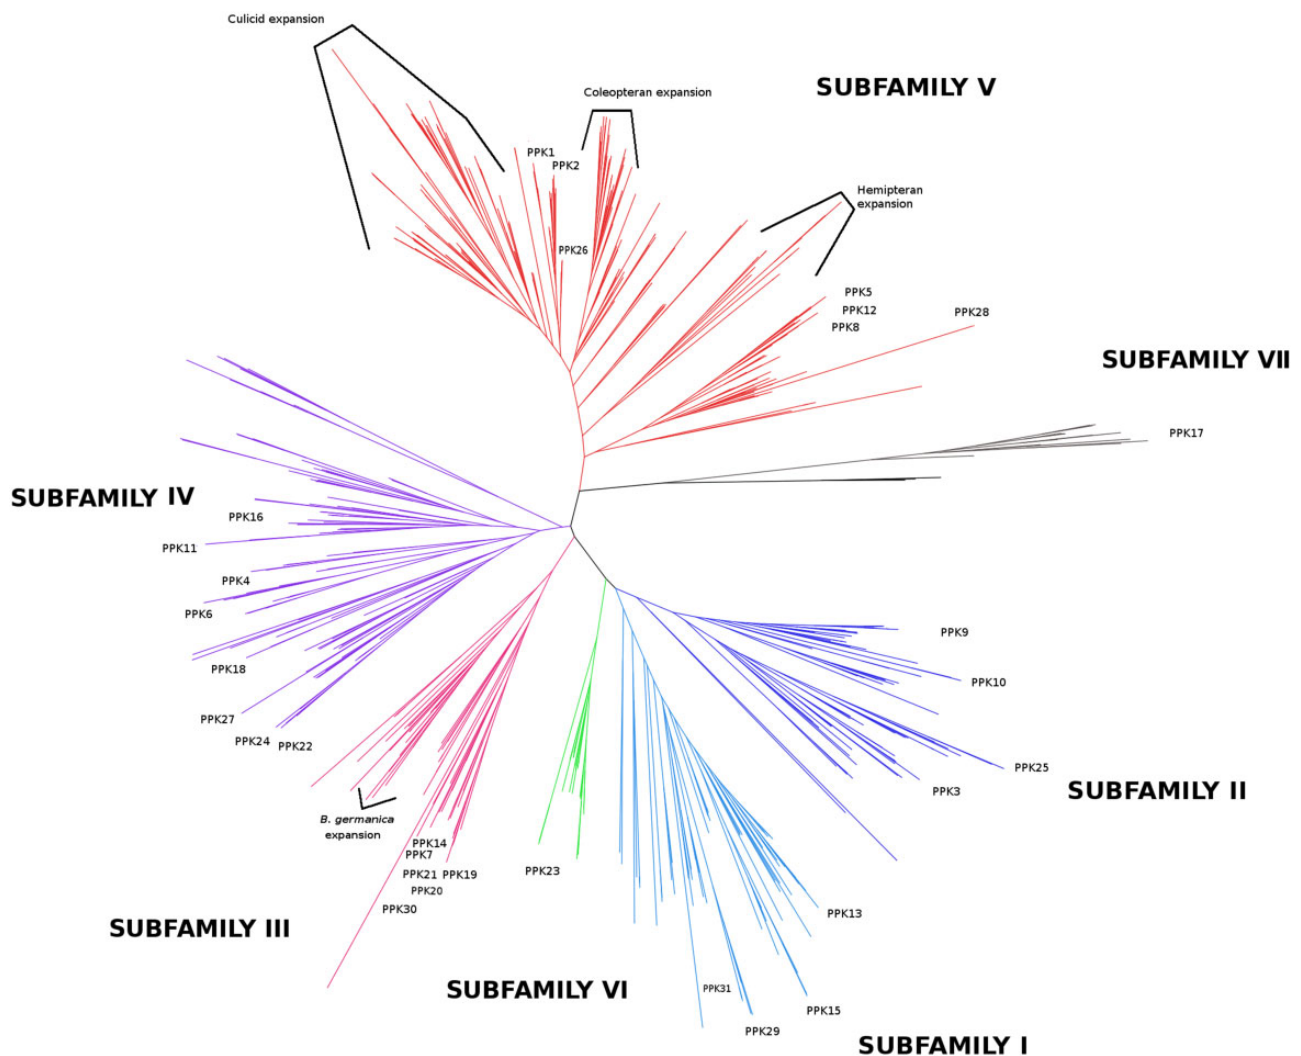 Culicid expansion
SUBFAMILY V
Coleopteran expansion
PPK1
PPK2
Hemipteran
expansion
PPK26
PPK5
PPK12
PPK28
PPK8
SUBFAMILY VII
PPK17
SUBFAMILY IV
PPK16
PPK11
PPK4
PPK6
PPK9
PPK18
PPK10
PPK27
PPK24
PPK22
PPK25
PPK3
SUBFAMILY II
B. germanica
expansion
PPK14
PPK7
PPK23
PPK21
PPK19
PPK20
PPK30
PPK13
SUBFAMILY III
SUBFAMILY VI
PPK31
PPK15
PPK29
SUBFAMILY I